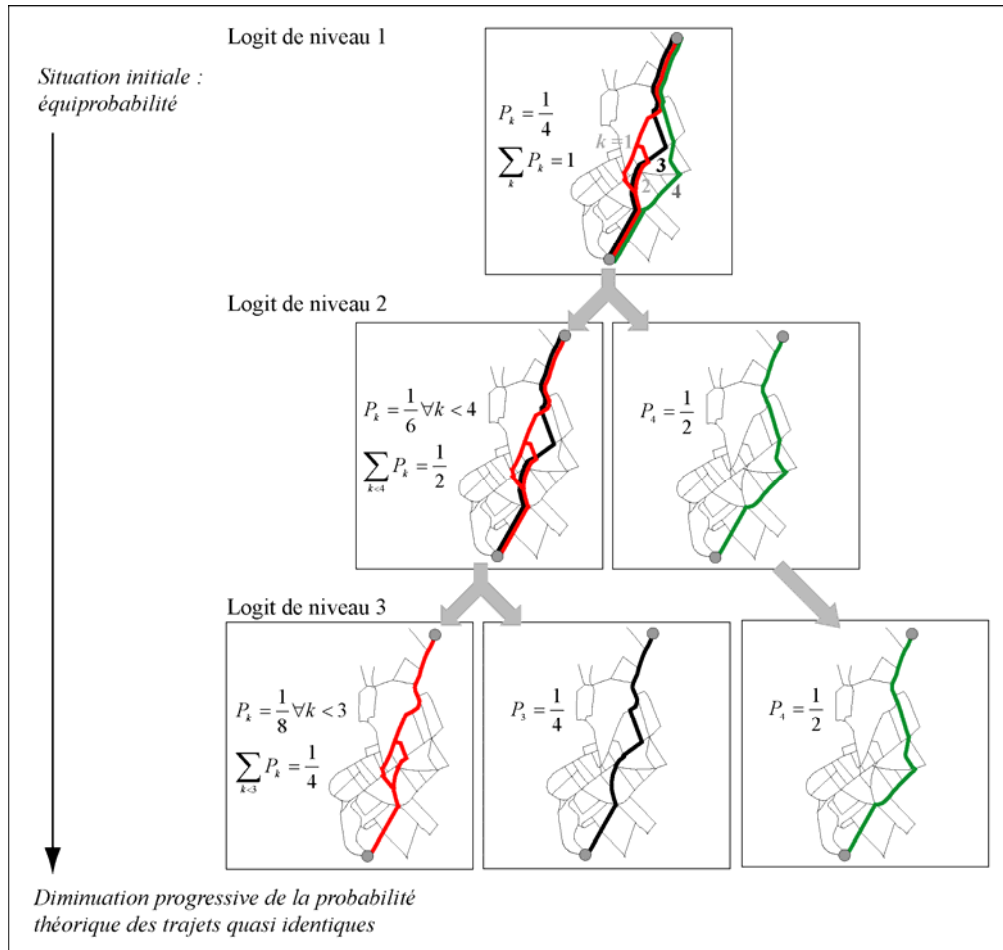 Logit de niveau 1
Situation initiale :
équiprobabilité
P_k = 1/4
∑_k P_k = 1
k = 1
3
2
4
Logit de niveau 2
P_k = 1/6 ∀k < 4
∑_{k<4} P_k = 1/2
P_4 = 1/2
Logit de niveau 3
P_k = 1/8 ∀k < 3
∑_{k<3} P_k = 1/4
P_3 = 1/4
P_4 = 1/2
Diminuation progressive de la probabilité
théorique des trajets quasi identiques